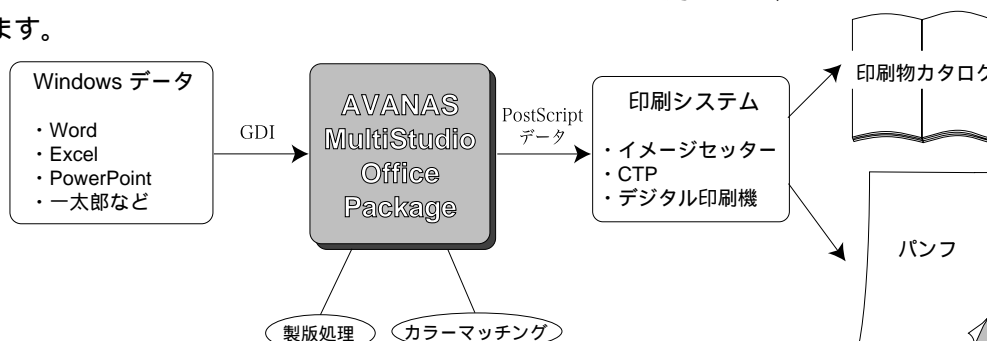 ます。
Windows データ
・Word
・Excel
・PowerPoint
・一太郎など
GDI
AVANAS
MultiStudio
Office
Package
PostScript
データ
印刷システム
・イメージセッター
・CTP
・デジタル印刷機
印刷物カタログ
パンフ
製版処理
カラーマッチング